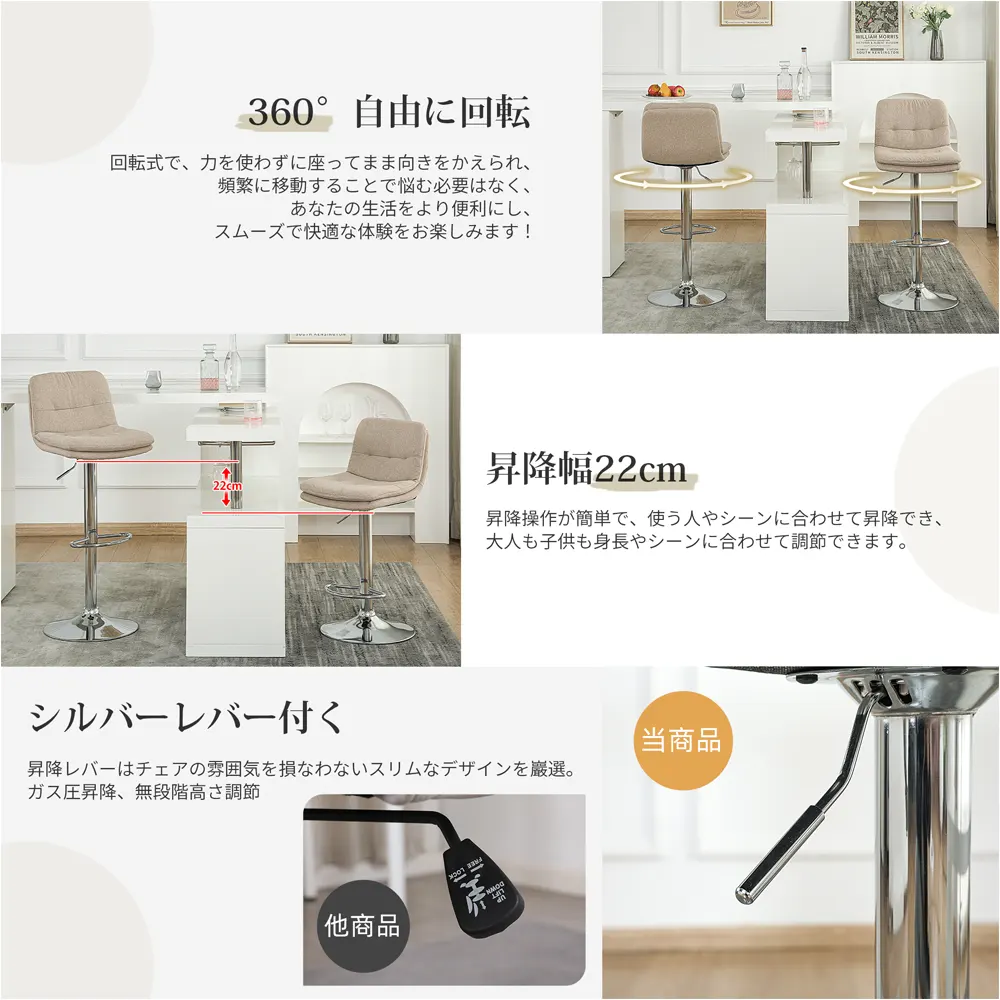 360° 自由に回転
回転式で、力を使わずに座ってまま向きをかえられ、
頻繁に移動することで悩む必要はなく、
あなたの生活をより便利にし、
スムーズで快適な体験をお楽しみます！
WILLIAM MORRIS
SOUTH KENSINGTON
SOUTH KENSINGTON
22cm
昇降幅22cm
昇降操作が簡単で、使う人やシーンに合わせて昇降でき、
大人も子供も身長やシーンに合わせて調節できます。
シルバーレバー付く
昇降レバーはチェアの雰囲気を損なわないスリムなデザインを厳選。
ガス圧昇降、無段階高さ調節
当商品
他商品
FREE LOCK
UP
LIFT
DOWN